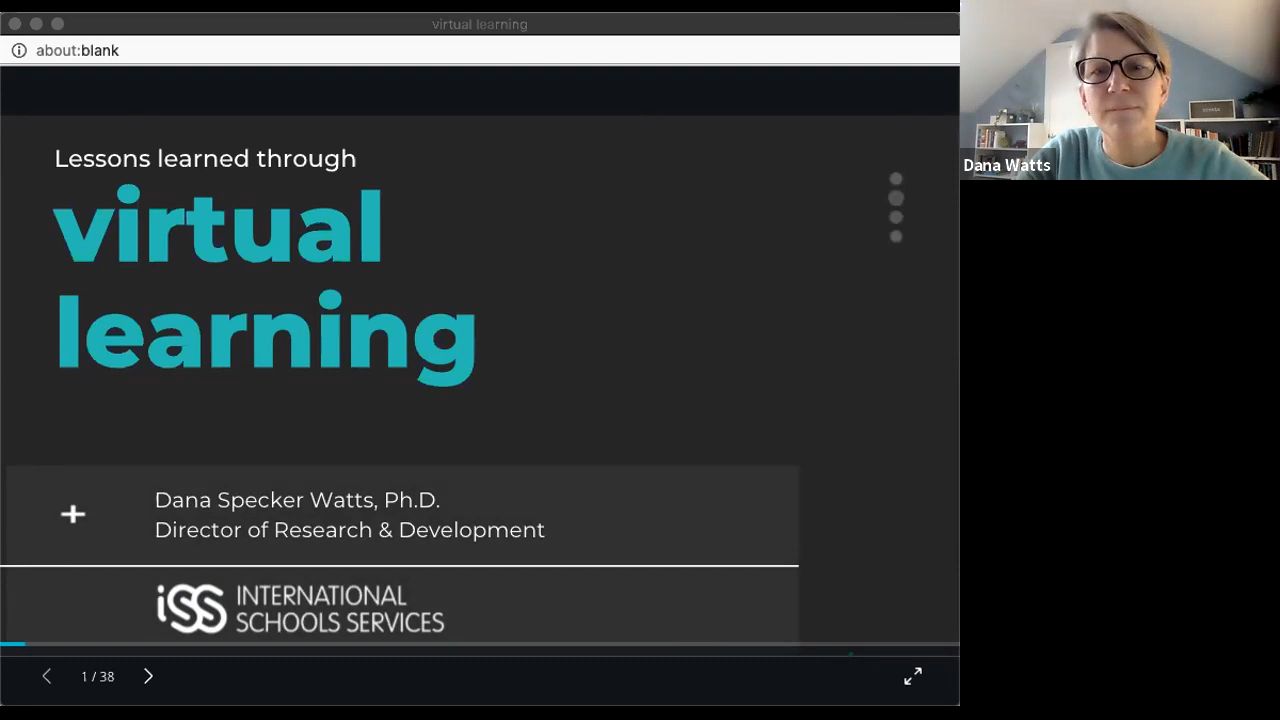 virtual learning
about:blank
Lessons learned through
virtual
learning
Dana Specker Watts, Ph.D.
Director of Research & Development
iSS INTERNATIONAL
SCHOOLS SERVICES
1 / 38
Dana Watts